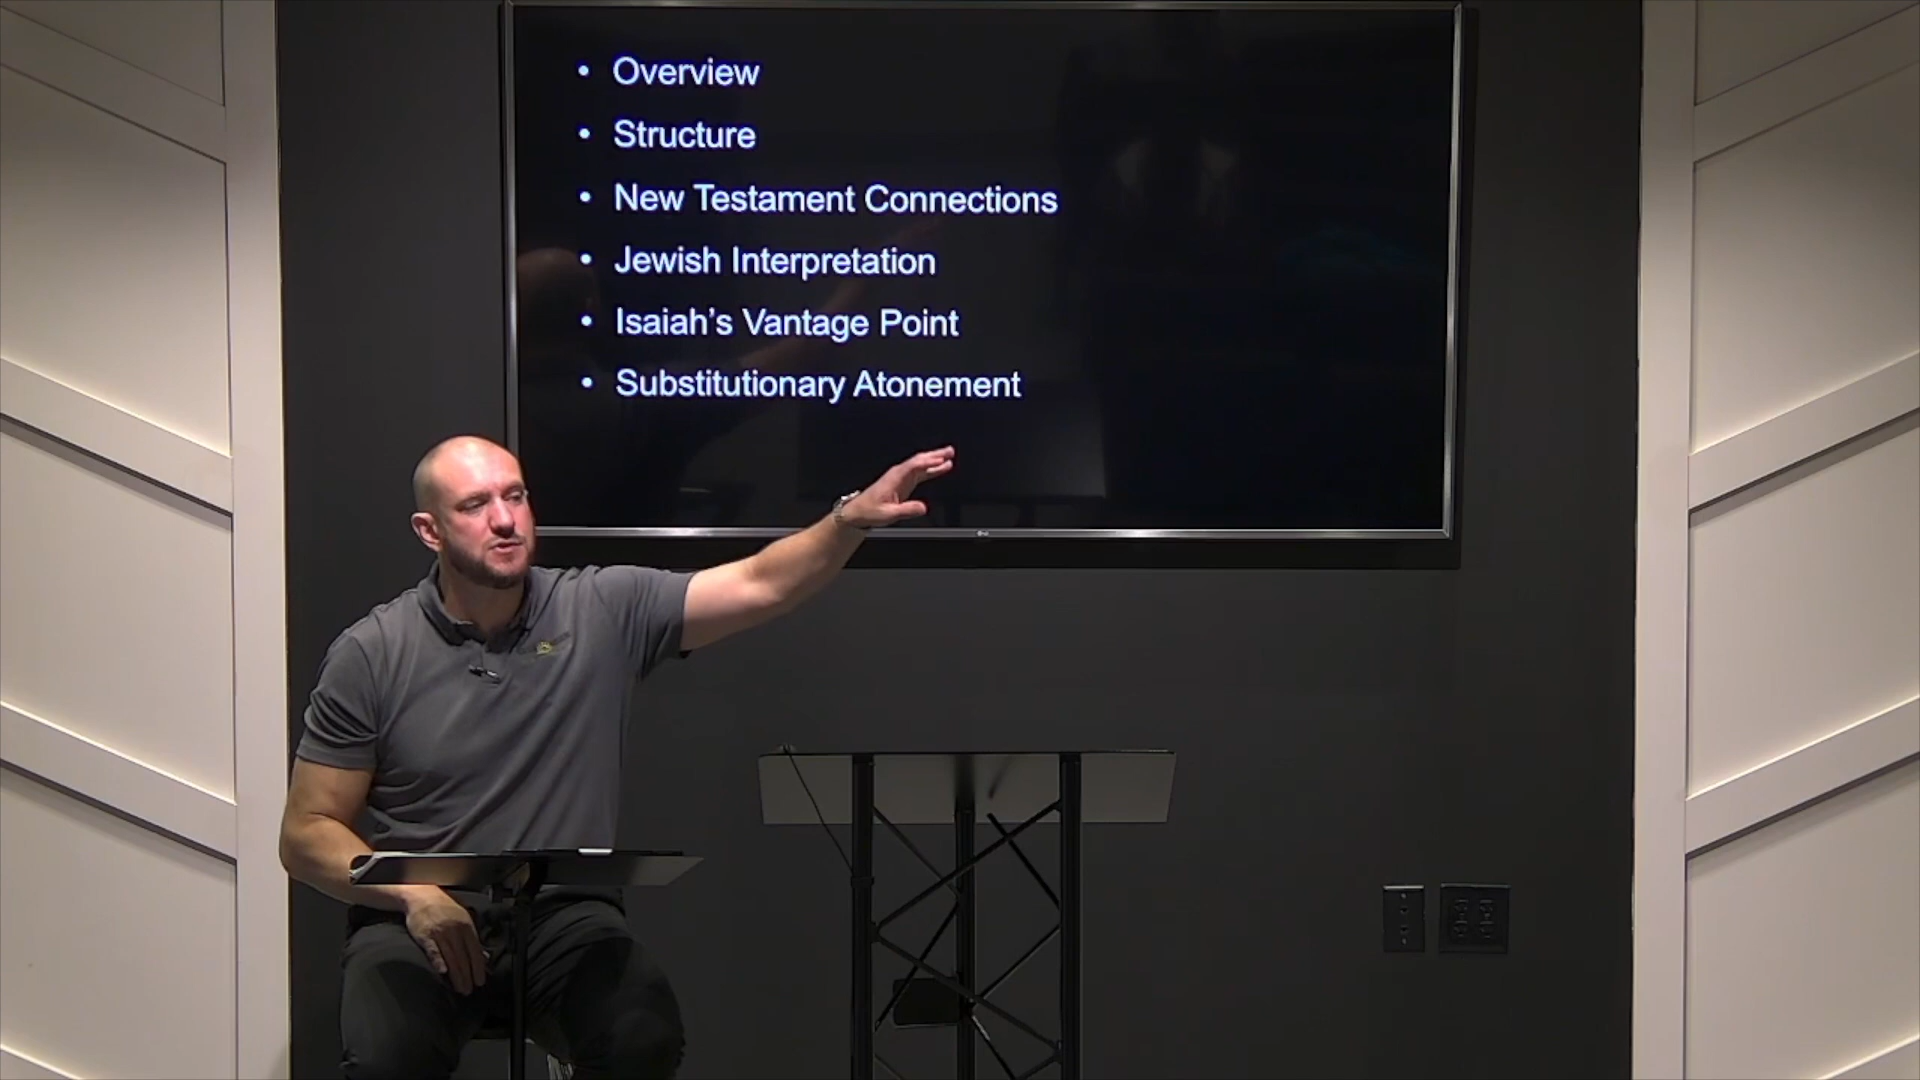 • Overview
• Structure
• New Testament Connections
• Jewish Interpretation
• Isaiah’s Vantage Point
• Substitutionary Atonement